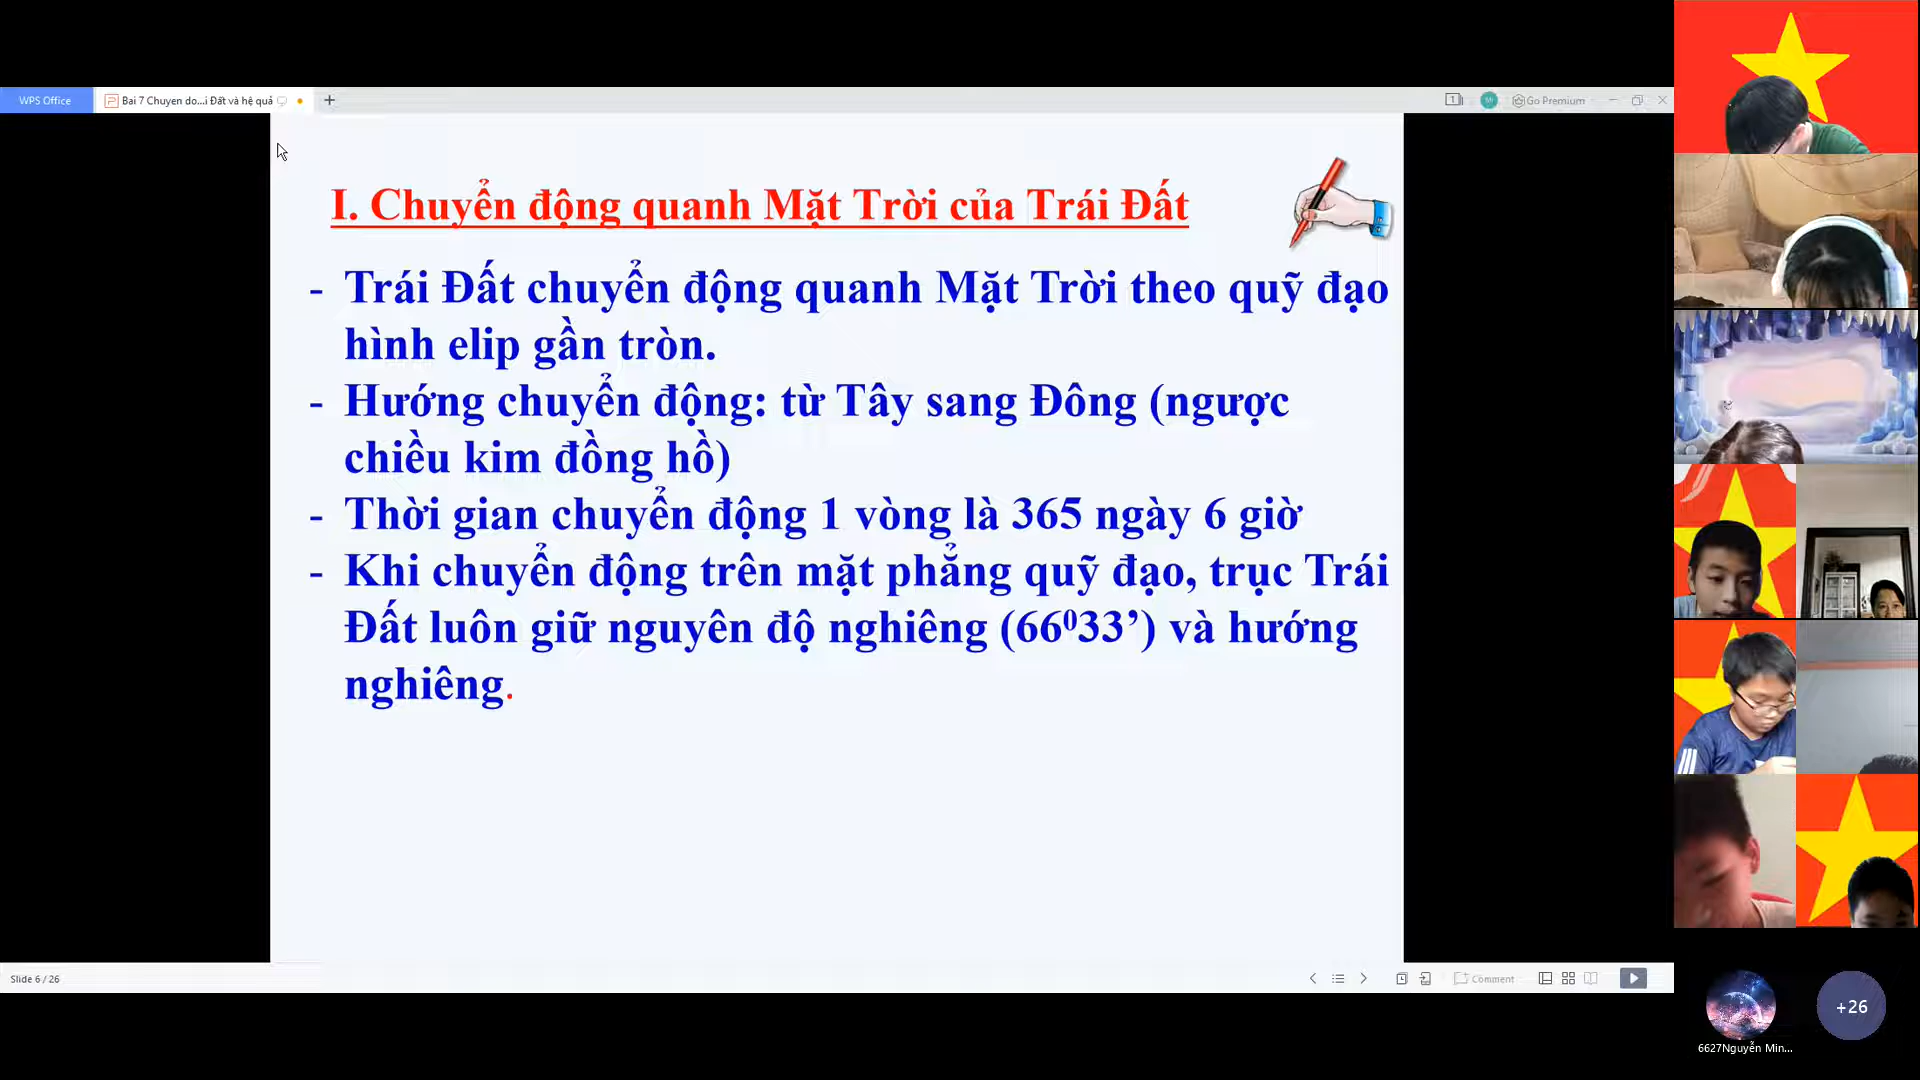 WPS Office
Bai 7 Chuyen do...i Đất và hệ quả
Go Premium
I. Chuyển động quanh Mặt Trời của Trái Đất
- Trái Đất chuyển động quanh Mặt Trời theo quỹ đạo
hình elip gần tròn.
- Hướng chuyển động: từ Tây sang Đông (ngược
chiều kim đồng hồ)
- Thời gian chuyển động 1 vòng là 365 ngày 6 giờ
- Khi chuyển động trên mặt phẳng quỹ đạo, trục Trái
Đất luôn giữ nguyên độ nghiêng (66⁰33’) và hướng
nghiêng.
Slide 6 / 26
Comment
+26
6627Nguyễn Min...